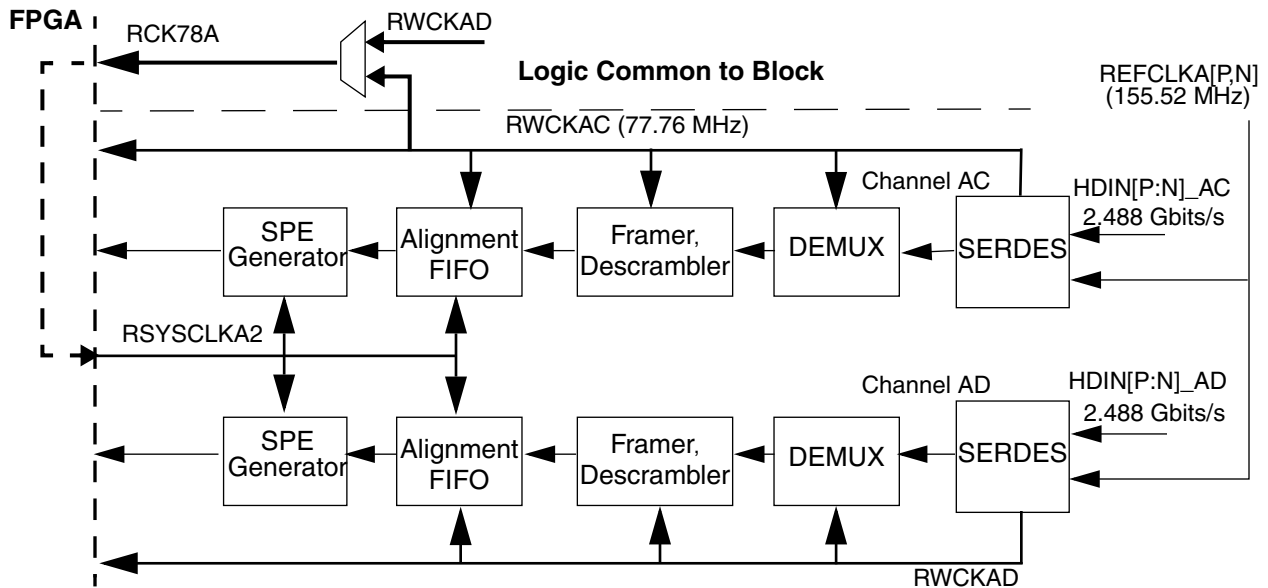 FPGA
RCK78A
RWCKAD
Logic Common to Block
REFCLKA[P,N]
(155.52 MHz)
RWCKAC (77.76 MHz)
Channel AC
HDIN[P:N]_AC
2.488 Gbits/s
SPE
Generator
Alignment
FIFO
Framer,
Descrambler
DEMUX
SERDES
RSYSCLKA2
Channel AD
HDIN[P:N]_AD
2.488 Gbits/s
SPE
Generator
Alignment
FIFO
Framer,
Descrambler
DEMUX
SERDES
RWCKAD